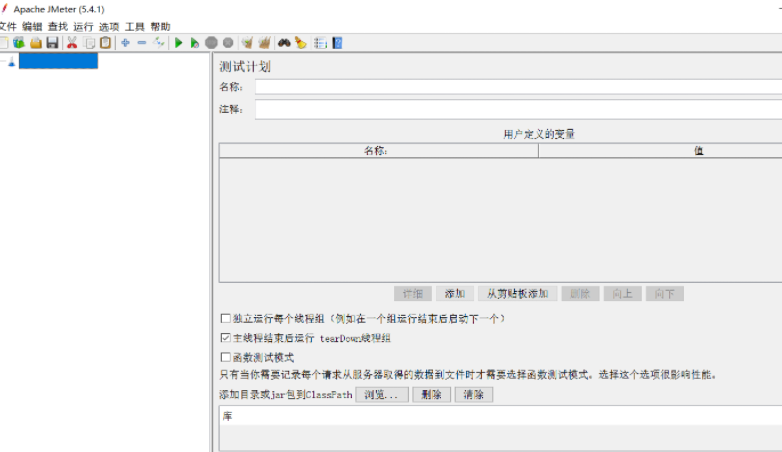 Apache JMeter (5.4.1)
文件 编辑 查找 运行 选项 工具 帮助
测试计划
名称:
注释:
用户定义的变量
名称: 值
详细 添加 从剪贴板添加 删除 向上 向下
独立运行每个线程组（例如在一个组运行结束后启动下一个）
主线程结束后运行 tearDown线程组
函数测试模式
只有当你需要记录每个请求从服务器取得的数据到文件时才需要选择函数测试模式。选择这个选项很影响性能。
添加目录或jar包到ClassPath 浏览... 删除 清除
库